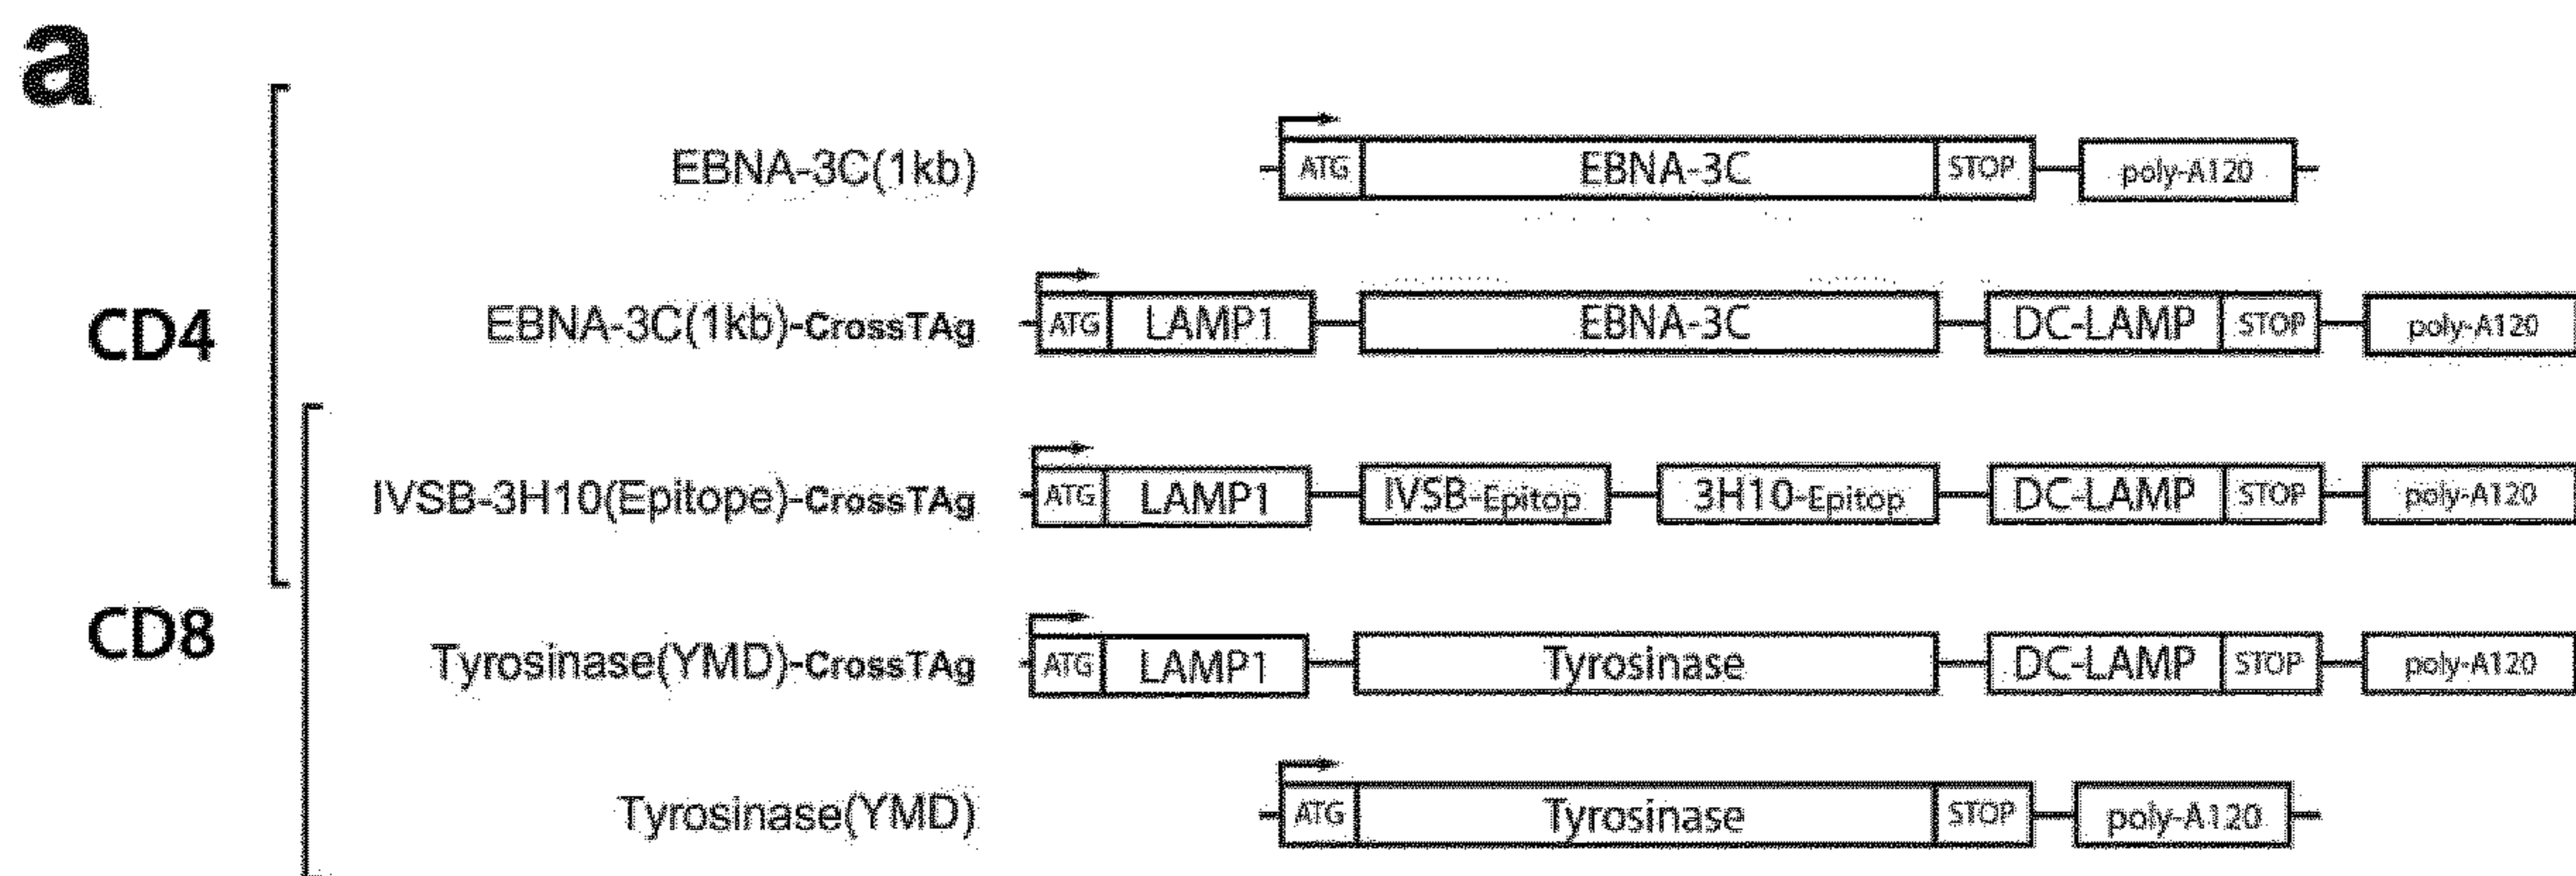 a
EBNA-3C(1kb) ATG EBNA-3C STOP poly-A120
CD4
EBNA-3C(1kb)-CrossTAg ATG LAMP1 EBNA-3C DC-LAMP STOP poly-A120
IVSB-3H10(Epitope)-CrossTAg ATG LAMP1 IVSB-Epitop 3H10-Epitop DC-LAMP STOP poly-A120
CD8
Tyrosinase(YMD)-CrossTAg ATG LAMP1 Tyrosinase DC-LAMP STOP poly-A120
Tyrosinase(YMD) ATG Tyrosinase STOP poly-A120